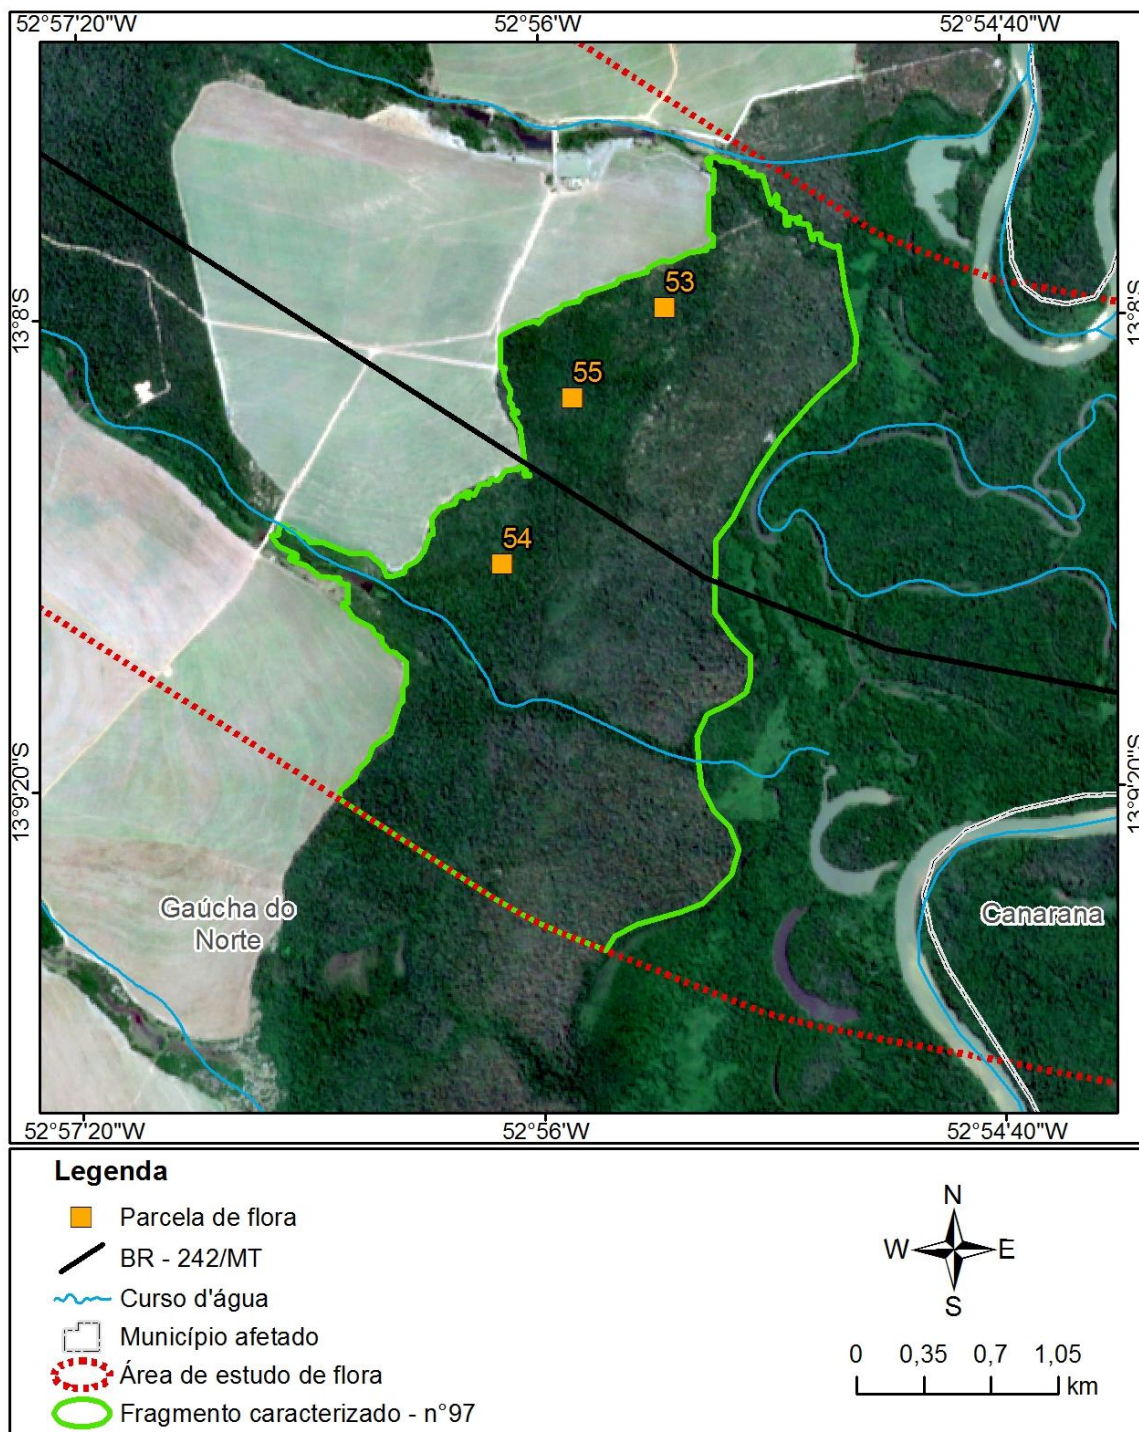 52°57'20"W 52°56'W 52°54'40"W
13°8'S 13°8'S
53
55
54
13°9'20"S 13°9'20"S
Gaúcha do
Norte
Canarana
52°57'20"W 52°56'W 52°54'40"W
Legenda
Parcela de flora
BR - 242/MT
Curso d'água
Município afetado
Área de estudo de flora
Fragmento caracterizado - n°97
N
W E
S
0 0,35 0,7 1,05
km